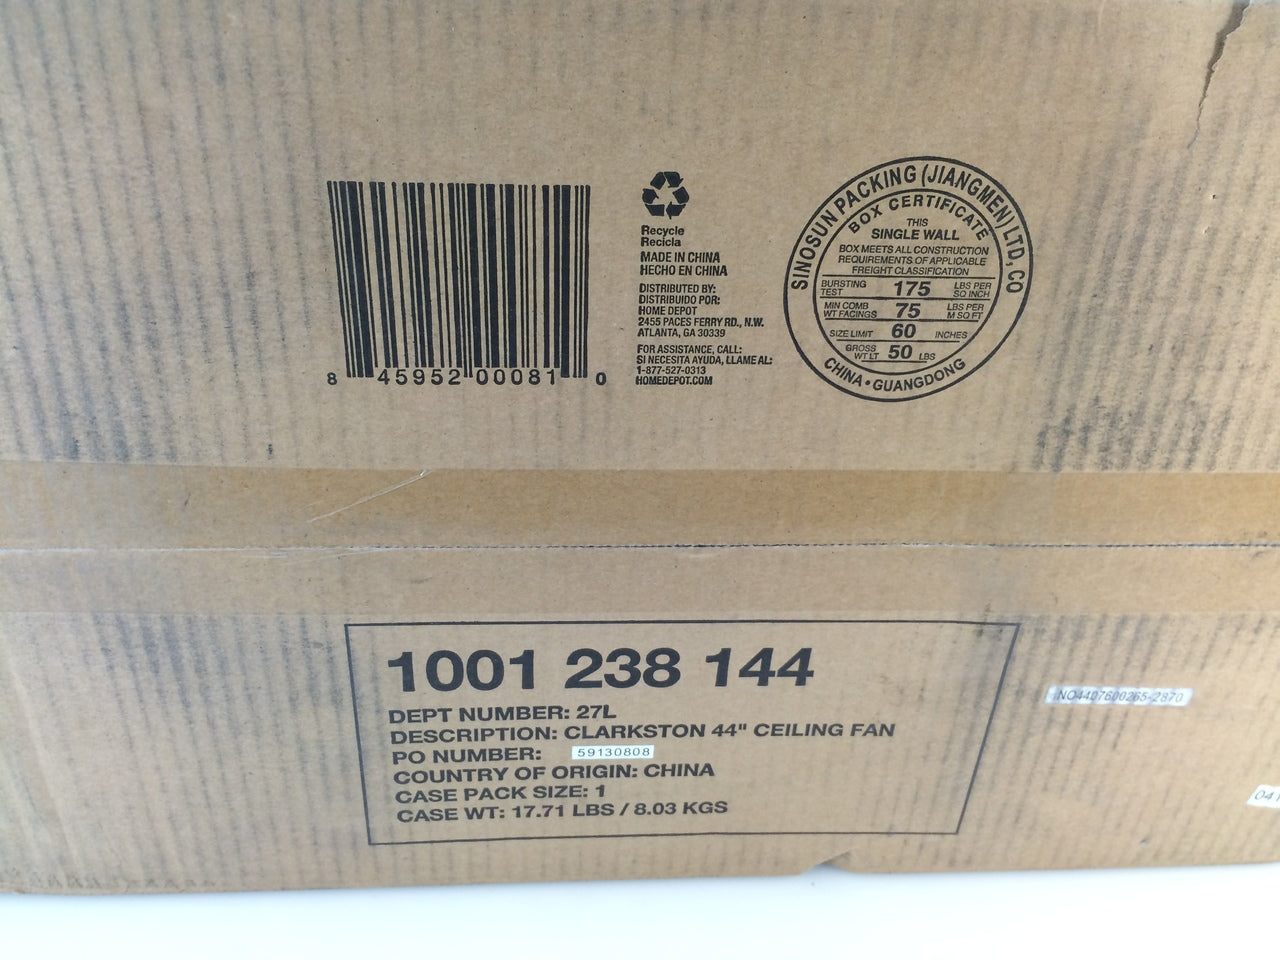 8 45952 00081 0
Recycle
Recicla
MADE IN CHINA
HECHO EN CHINA
DISTRIBUTED BY:
DISTRIBUIDO POR:
HOME DEPOT
2455 PACES FERRY RD., N.W.
ATLANTA, GA 30339
FOR ASSISTANCE, CALL:
SI NECESITA AYUDA, LLAME AL:
1-877-527-0313
HOMEDEPOT.COM
SINOSUN PACKING (JIANGMEN) LTD, CO
BOX CERTIFICATE
THIS
SINGLE WALL
BOX MEETS ALL CONSTRUCTION
REQUIREMENTS OF APPLICABLE
FREIGHT CLASSIFICATION
BURSTING TEST 175 LBS PER SQ INCH
MIN COMB WT FACINGS 75 LBS PER M SQ FT
SIZE LIMIT 60 INCHES
GROSS WT LT 50 LBS
CHINA • GUANGDONG
1001 238 144
DEPT NUMBER: 27L
DESCRIPTION: CLARKSTON 44" CEILING FAN
PO NUMBER: 59130808
COUNTRY OF ORIGIN: CHINA
CASE PACK SIZE: 1
CASE WT: 17.71 LBS / 8.03 KGS
NO4407600265-2870